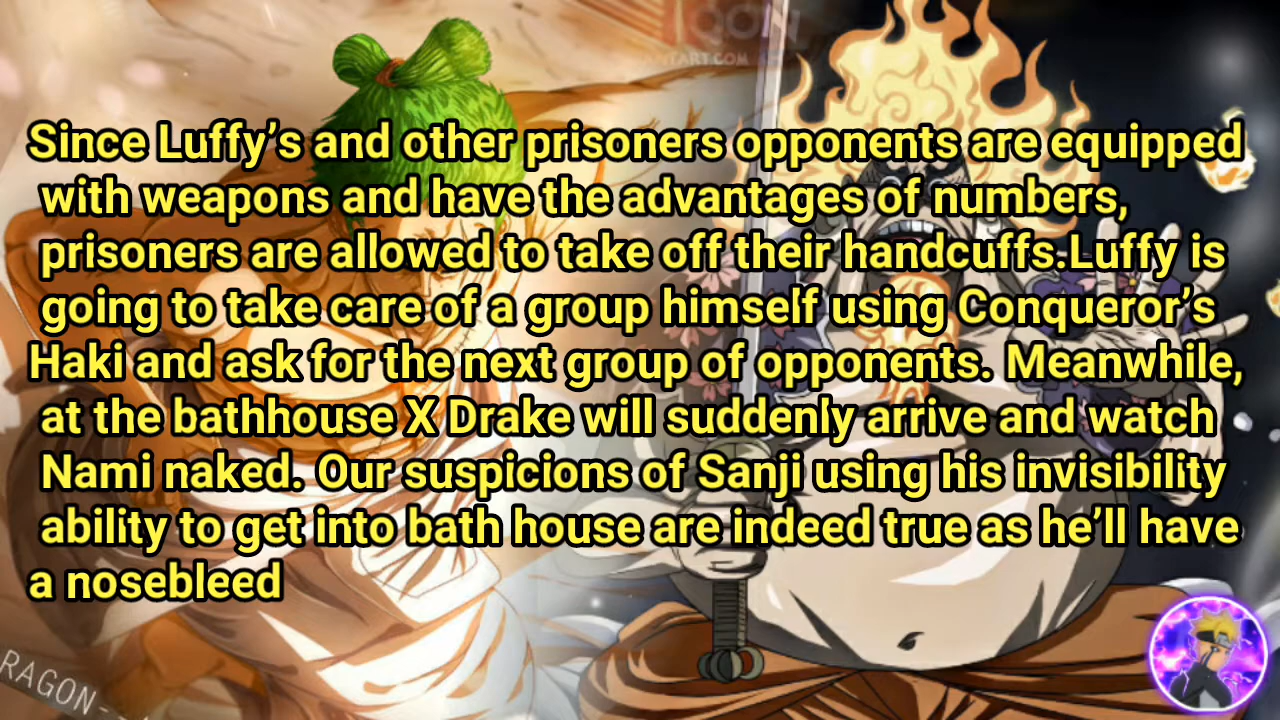 QOIN
ANTART.COM
Since Luffy’s and other prisoners opponents are equipped
with weapons and have the advantages of numbers,
prisoners are allowed to take off their handcuffs.Luffy is
going to take care of a group himself using Conqueror’s
Haki and ask for the next group of opponents. Meanwhile,
at the bathhouse X Drake will suddenly arrive and watch
Nami naked. Our suspicions of Sanji using his invisibility
ability to get into bath house are indeed true as he’ll have
a nosebleed
RAGON-